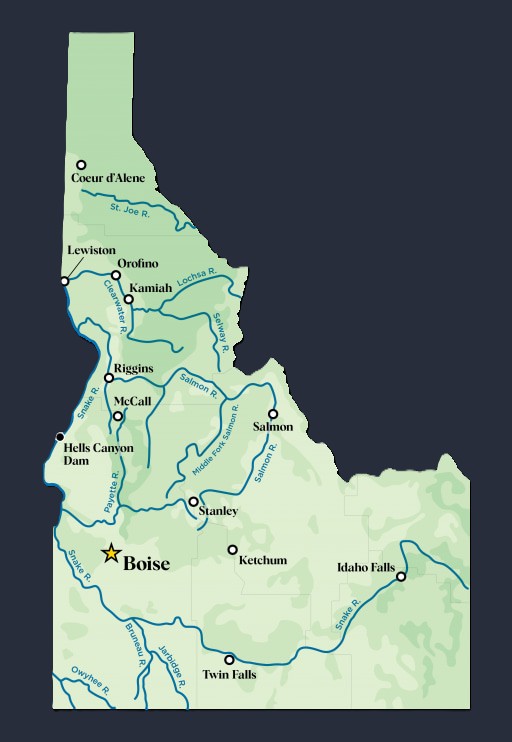 Coeur d'Alene
St. Joe R.
Lewiston
Orofino
Lochsa R.
Kamiah
Clearwater R.
Selway R.
Riggins
Salmon R.
Snake R.
McCall
Middle Fork Salmon R.
Salmon
Hells Canyon
Dam
Salmon R.
Payette R.
Stanley
Boise
Ketchum
Snake R.
Idaho Falls
Snake R.
Bruneau R.
Jarbidge R.
Twin Falls
Owyhee R.